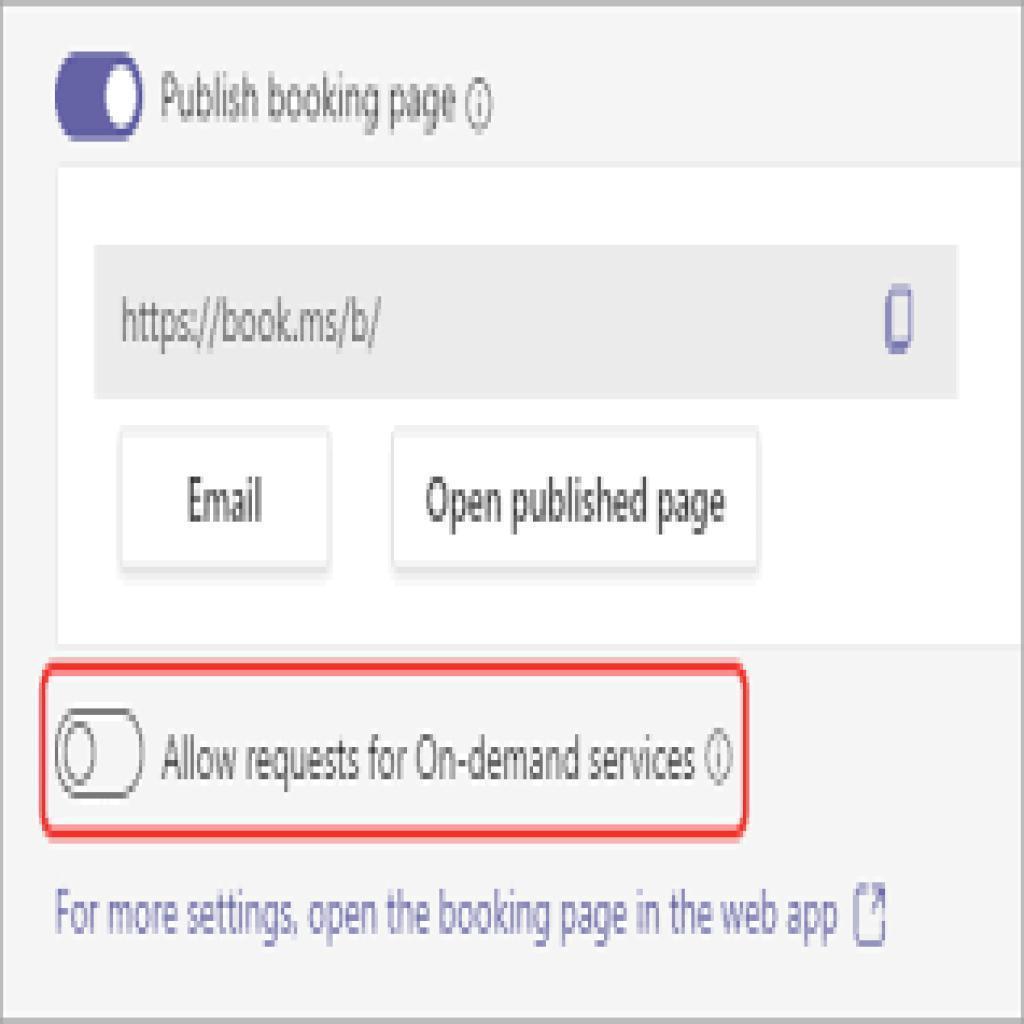 Publish booking page
https://book.ms/b/
Email
Open published page
Allow requests for On-demand services
For more settings, open the booking page in the web app